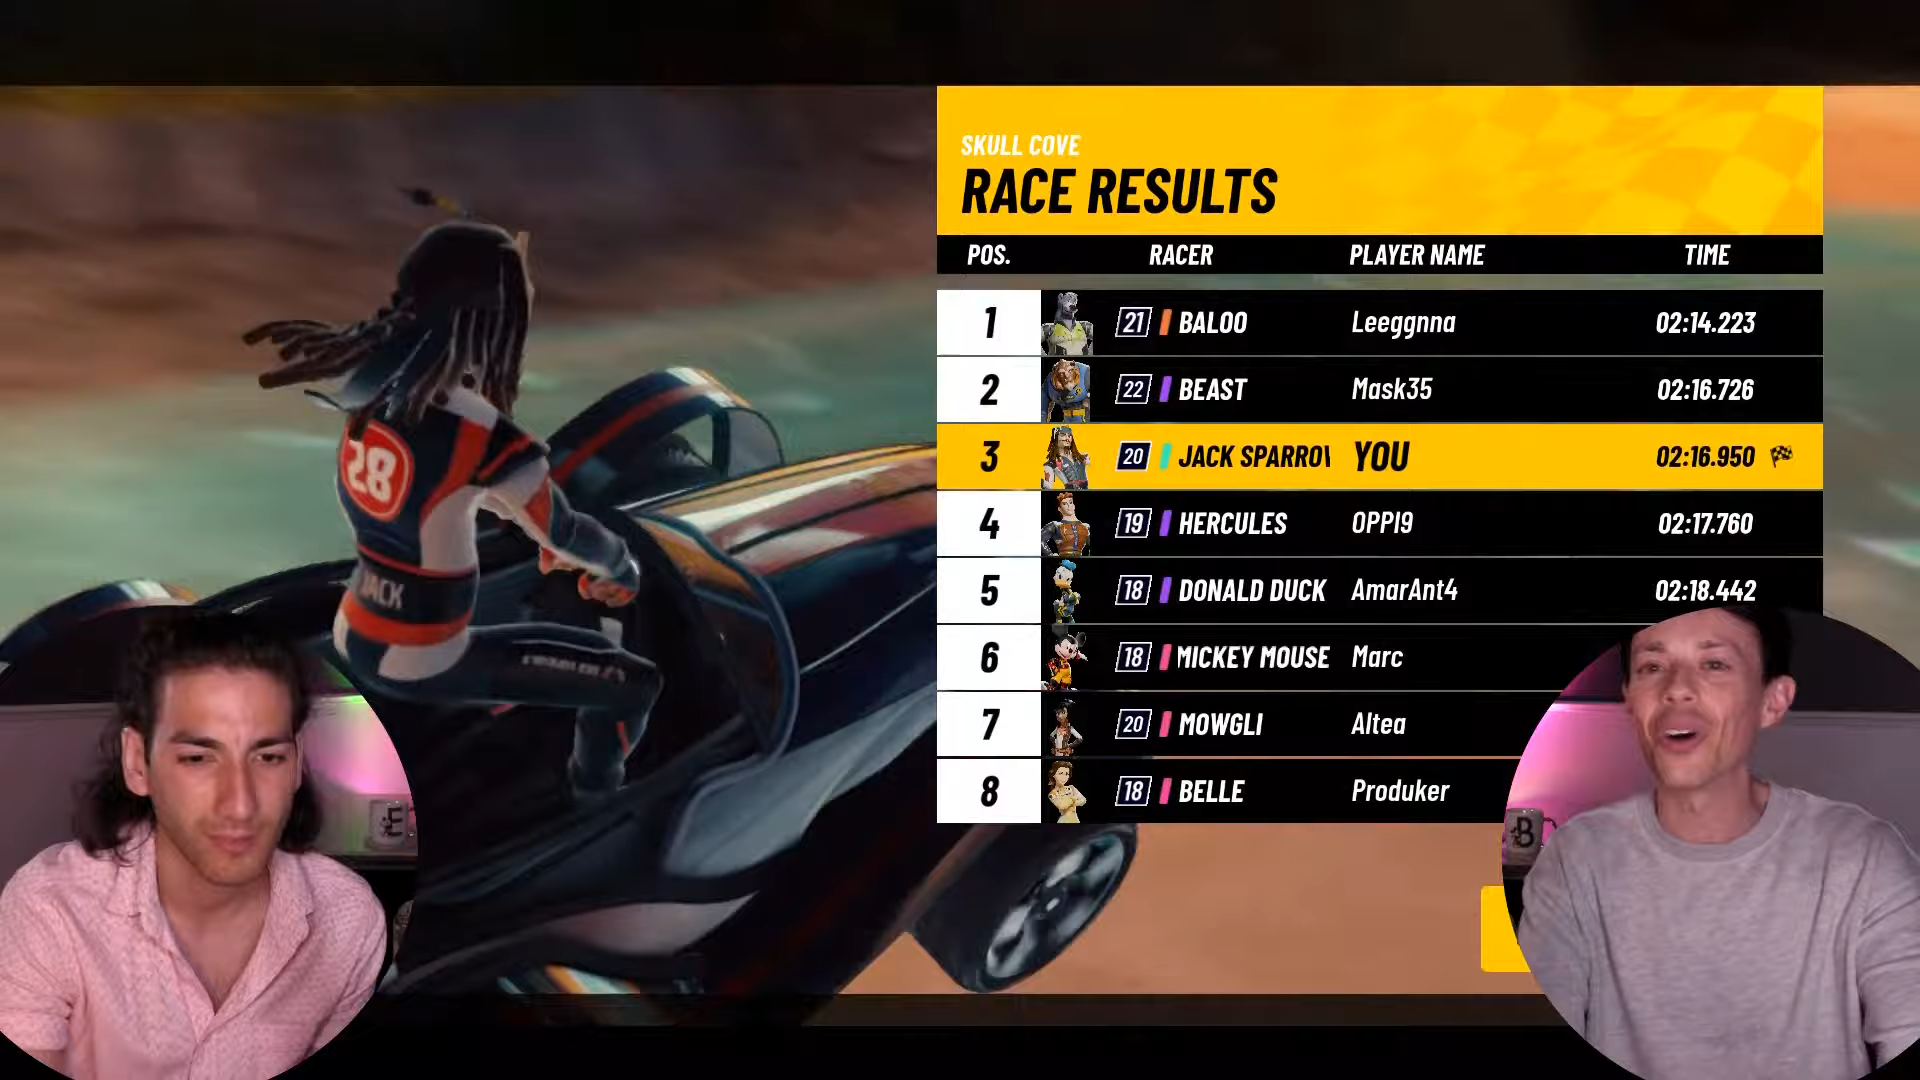 SKULL COVE
RACE RESULTS
POS. RACER PLAYER NAME TIME
1 21 BALOO Leeggnna 02:14.223
2 22 BEAST Mask35 02:16.726
3 20 JACK SPARROW YOU 02:16.950
4 19 HERCULES OPPI9 02:17.760
5 18 DONALD DUCK AmarAnt4 02:18.442
6 18 MICKEY MOUSE Marc
7 20 MOWGLI Altea
8 18 BELLE Produker
28
JACK
E
B